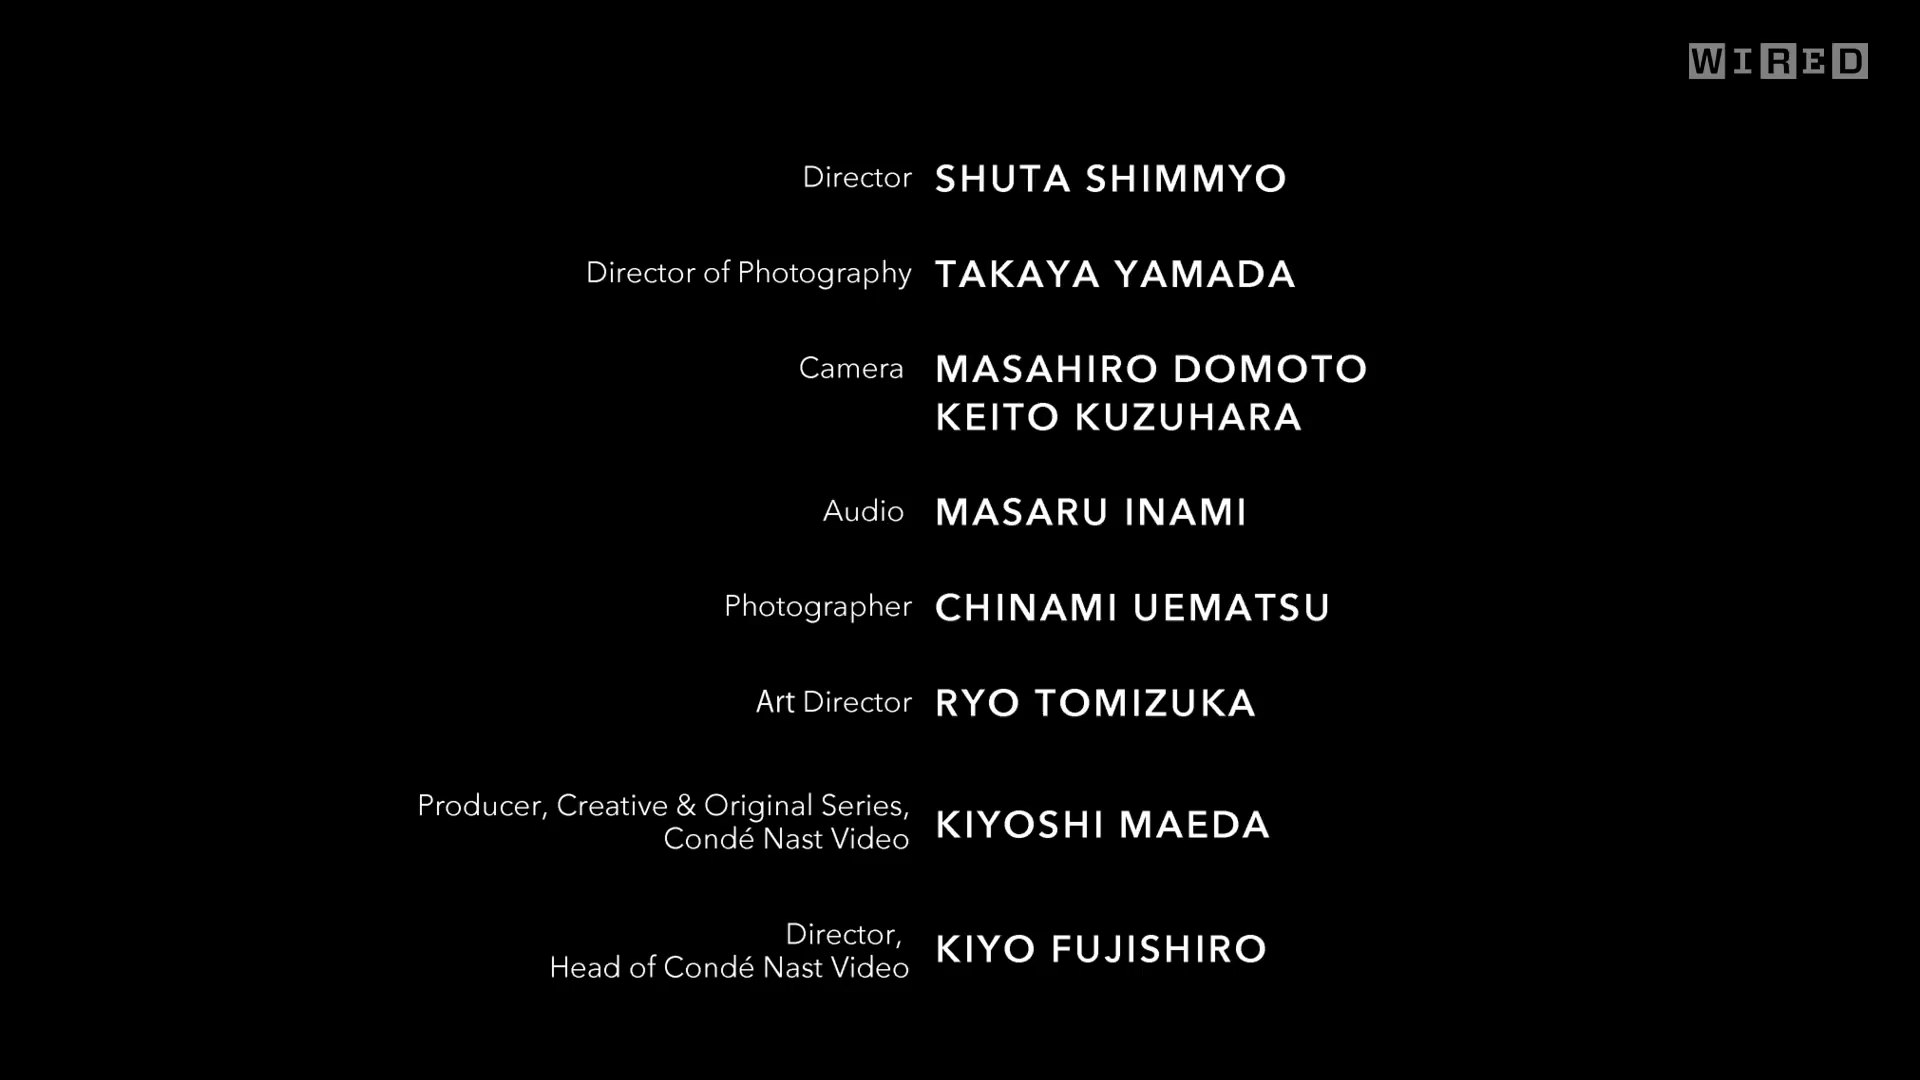 WIRED
Director SHUTA SHIMMYO
Director of Photography TAKAYA YAMADA
Camera MASAHIRO DOMOTO
KEITO KUZUHARA
Audio MASARU INAMI
Photographer CHINAMI UEMATSU
Art Director RYO TOMIZUKA
Producer, Creative & Original Series,
Condé Nast Video KIYOSHI MAEDA
Director,
Head of Condé Nast Video KIYO FUJISHIRO